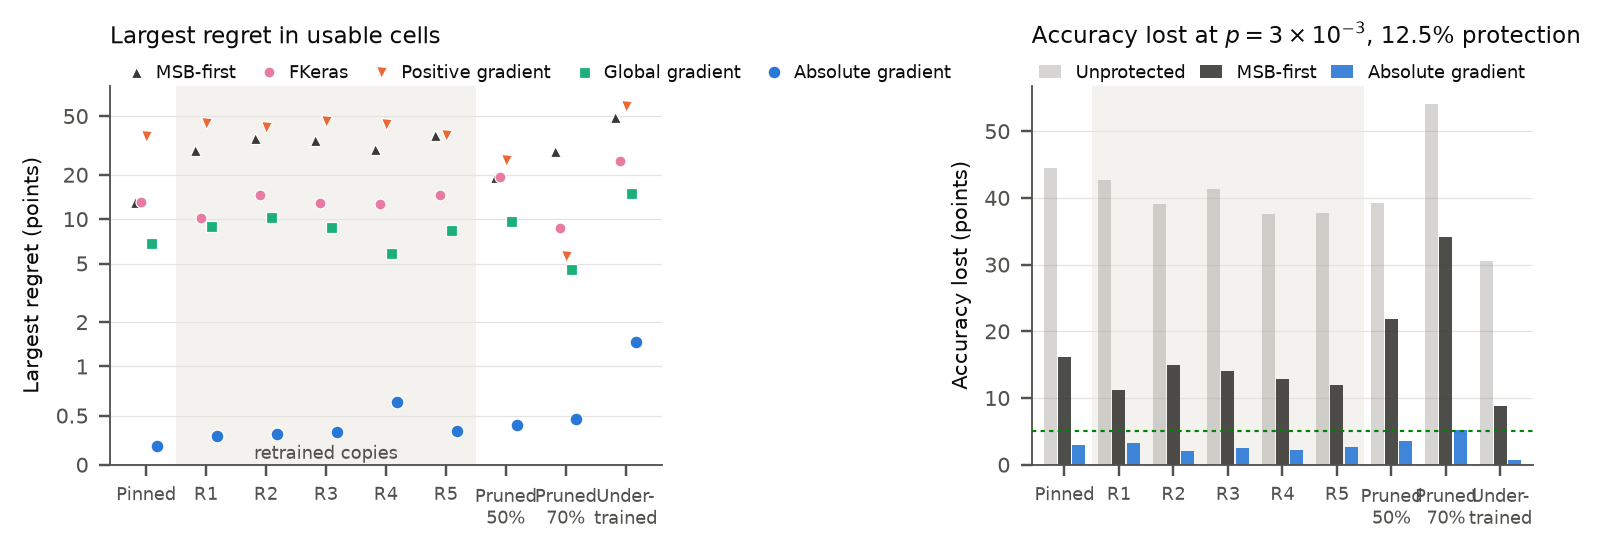 Largest regret in usable cells
MSB-first FKeras Positive gradient Global gradient Absolute gradient
Largest regret (points)
50
20
10
5
2
1
0.5
0
retrained copies
Pinned R1 R2 R3 R4 R5 Pruned 50% Pruned 70% Under-trained
Accuracy lost at p = 3 × 10⁻³, 12.5% protection
Unprotected MSB-first Absolute gradient
Accuracy lost (points)
50
40
30
20
10
0
Pinned R1 R2 R3 R4 R5 Pruned 50% Pruned 70% Under-trained